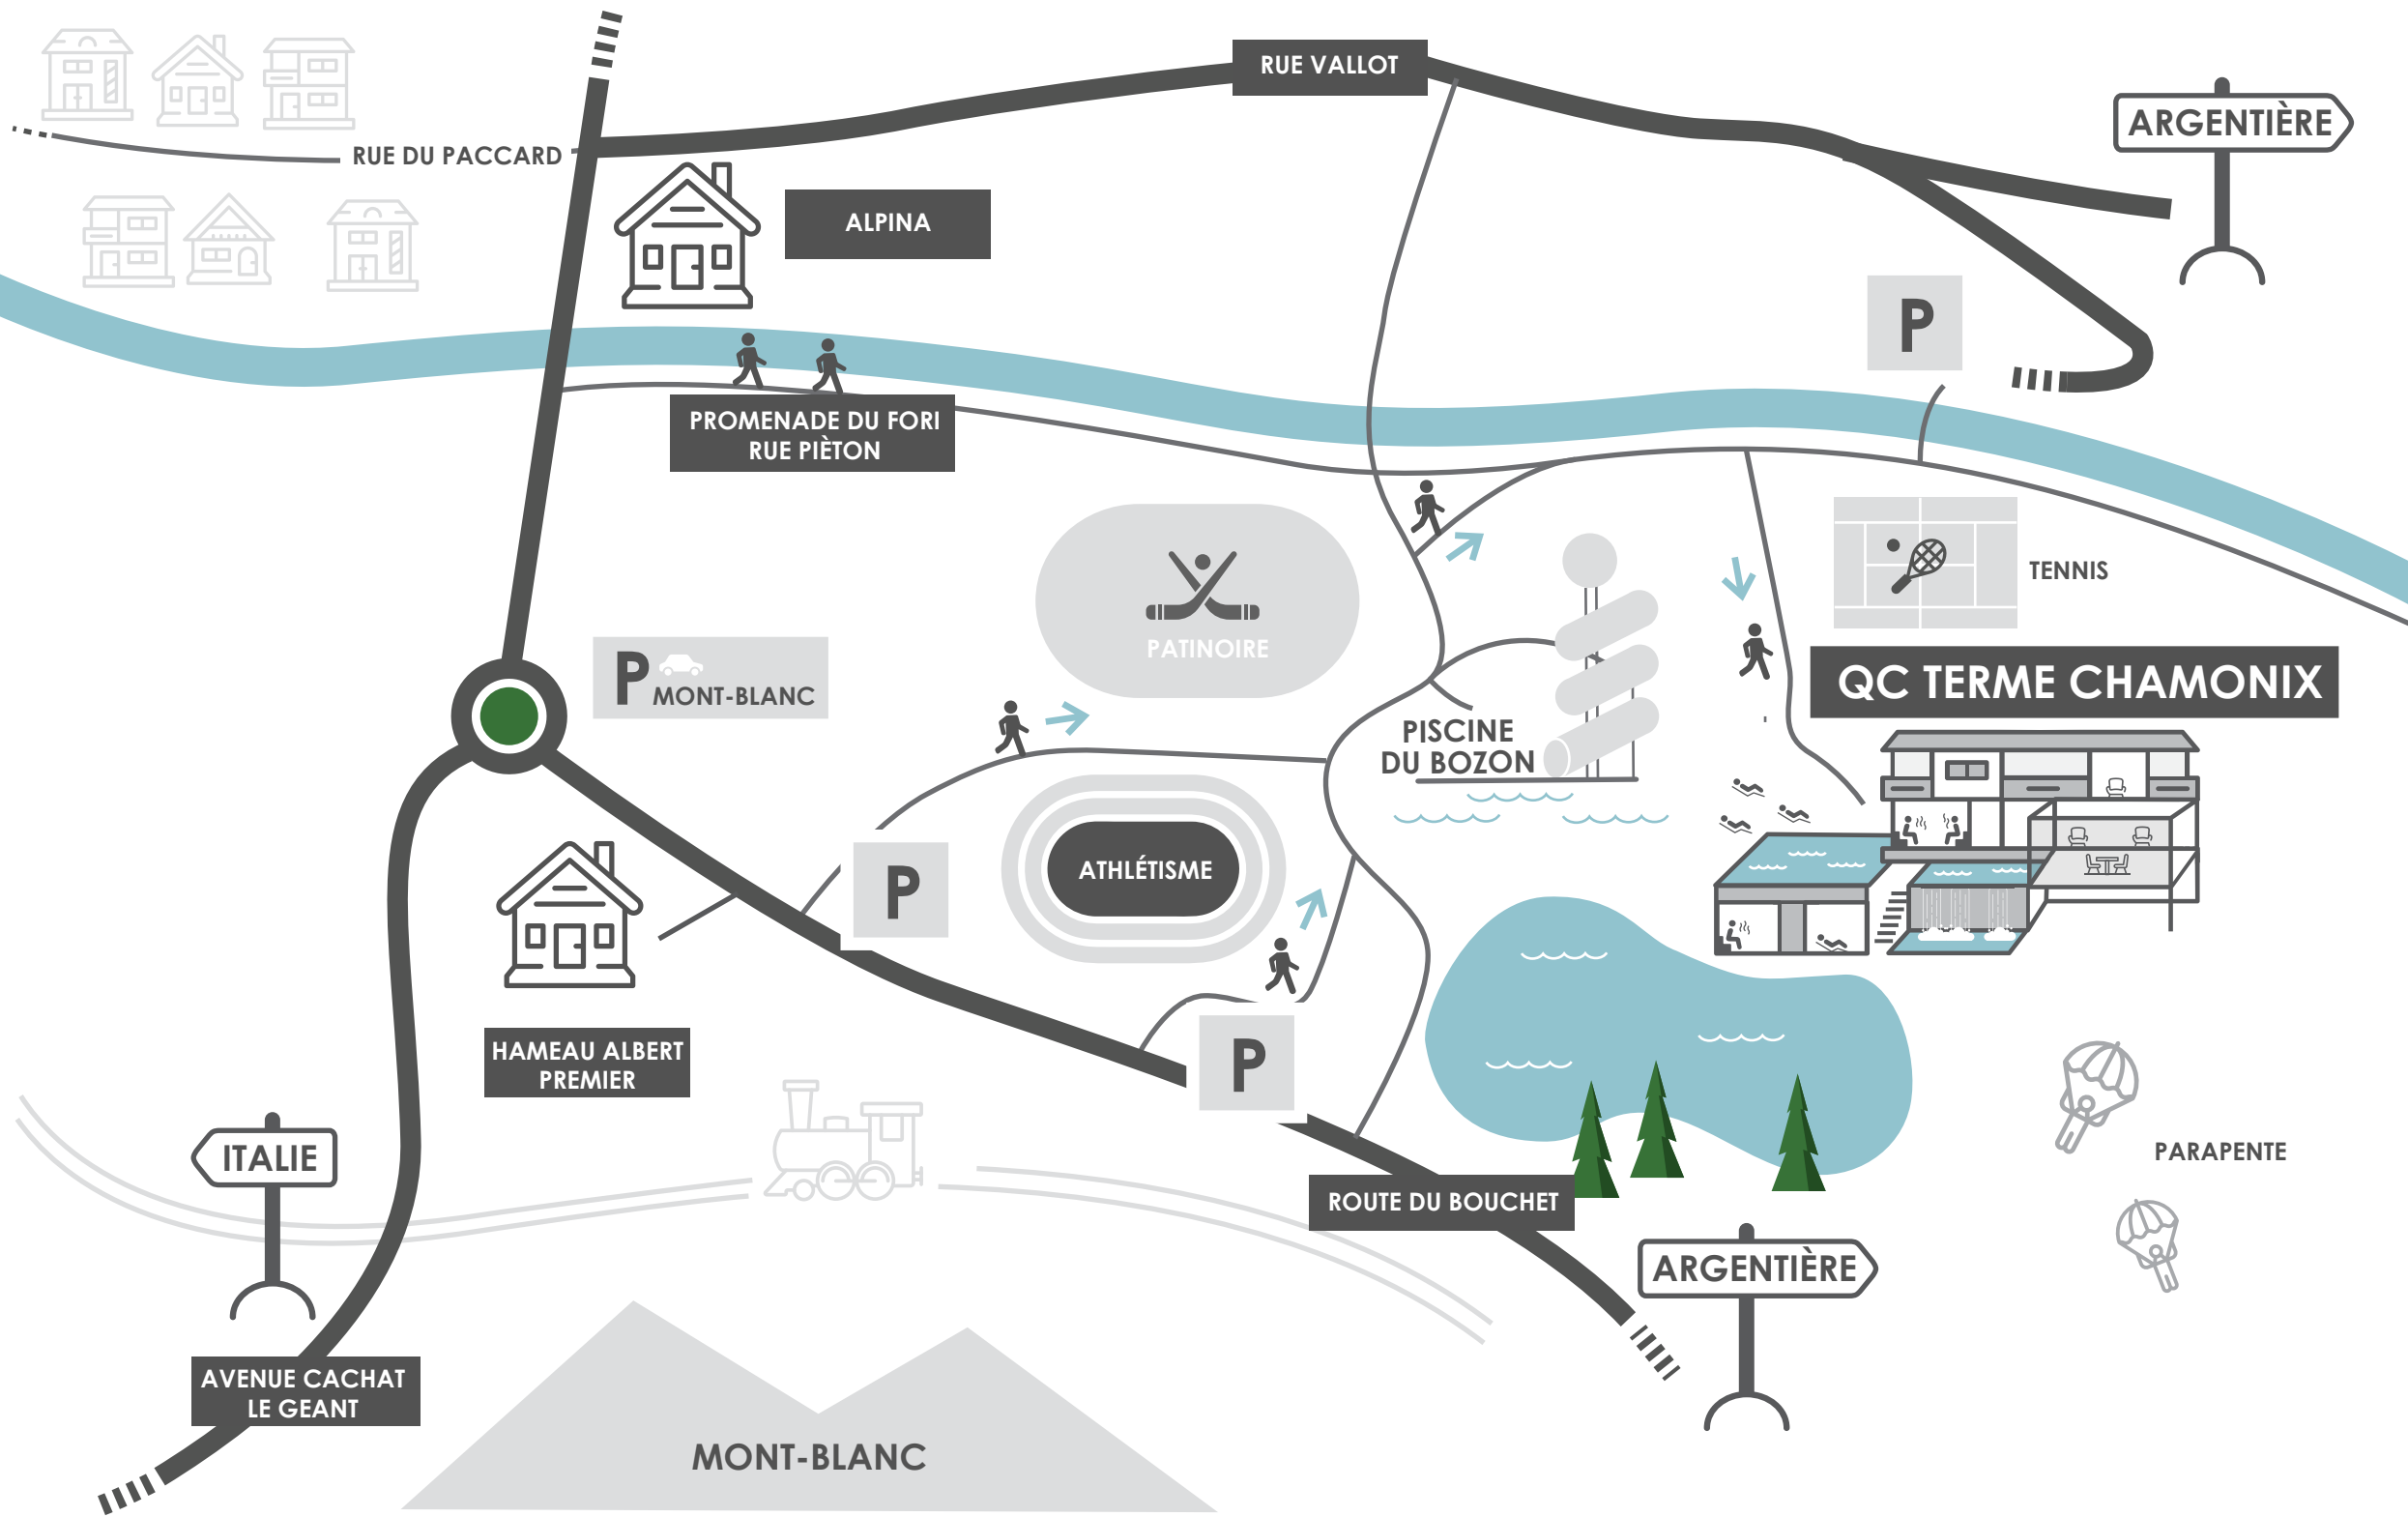 RUE VALLOT
ARGENTIÈRE
RUE DU PACCARD
ALPINA
P
PROMENADE DU FORI
RUE PIÈTON
TENNIS
PATINOIRE
P
MONT-BLANC
QC TERME CHAMONIX
PISCINE
DU BOZON
ATHLÉTISME
P
HAMEAU ALBERT
PREMIER
P
ITALIE
PARAPENTE
ROUTE DU BOUCHET
ARGENTIÈRE
AVENUE CACHAT
LE GEANT
MONT-BLANC